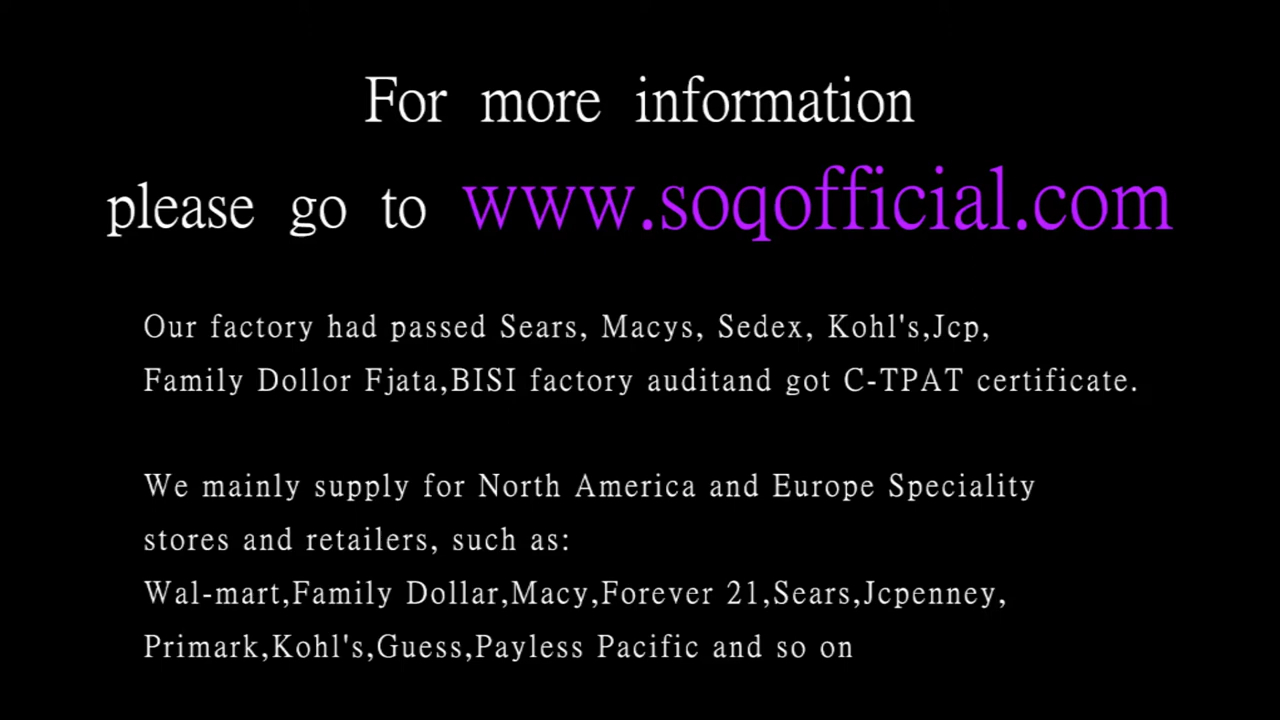 For more information
please go to www.soqofficial.com
Our factory had passed Sears, Macys, Sedex, Kohl's,Jcp,
Family Dollor Fjata,BISI factory auditand got C-TPAT certificate.
We mainly supply for North America and Europe Speciality
stores and retailers, such as:
Wal-mart,Family Dollar,Macy,Forever 21,Sears,Jcpenney,
Primark,Kohl's,Guess,Payless Pacific and so on